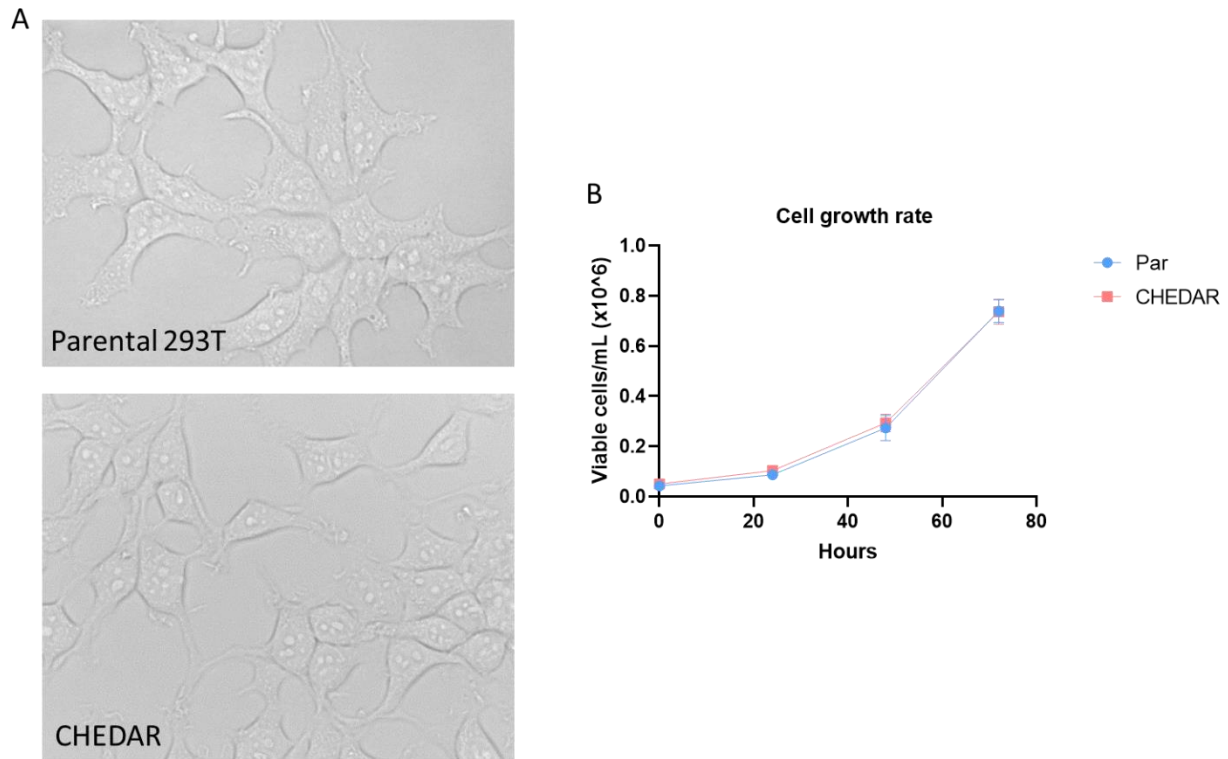 A
Parental 293T
CHEDAR
B
Cell growth rate
Viable cells/mL (x10^6)
1.0
0.8
0.6
0.4
0.2
0.0
0 20 40 60 80
Hours
Par
CHEDAR